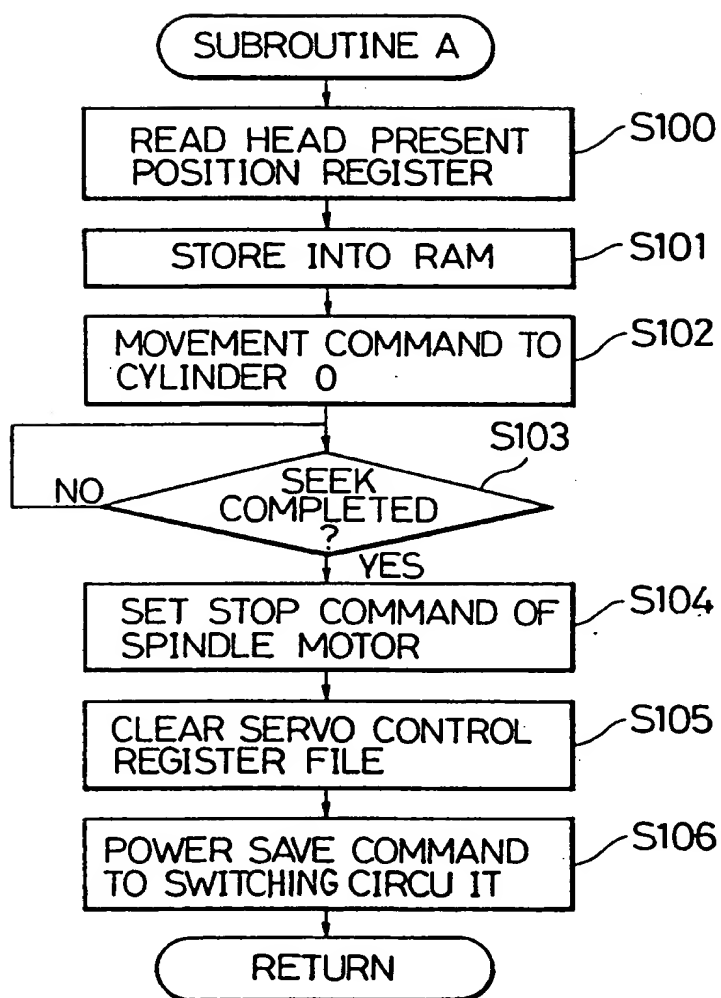 SUBROUTINE A
READ HEAD PRESENT
POSITION REGISTER
S100
STORE INTO RAM
S101
MOVEMENT COMMAND TO
CYLINDER 0
S102
S103
SEEK
COMPLETED
?
NO
YES
SET STOP COMMAND OF
SPINDLE MOTOR
S104
CLEAR SERVO CONTROL
REGISTER FILE
S105
POWER SAVE COMMAND
TO SWITCHING CIRCU IT
S106
RETURN